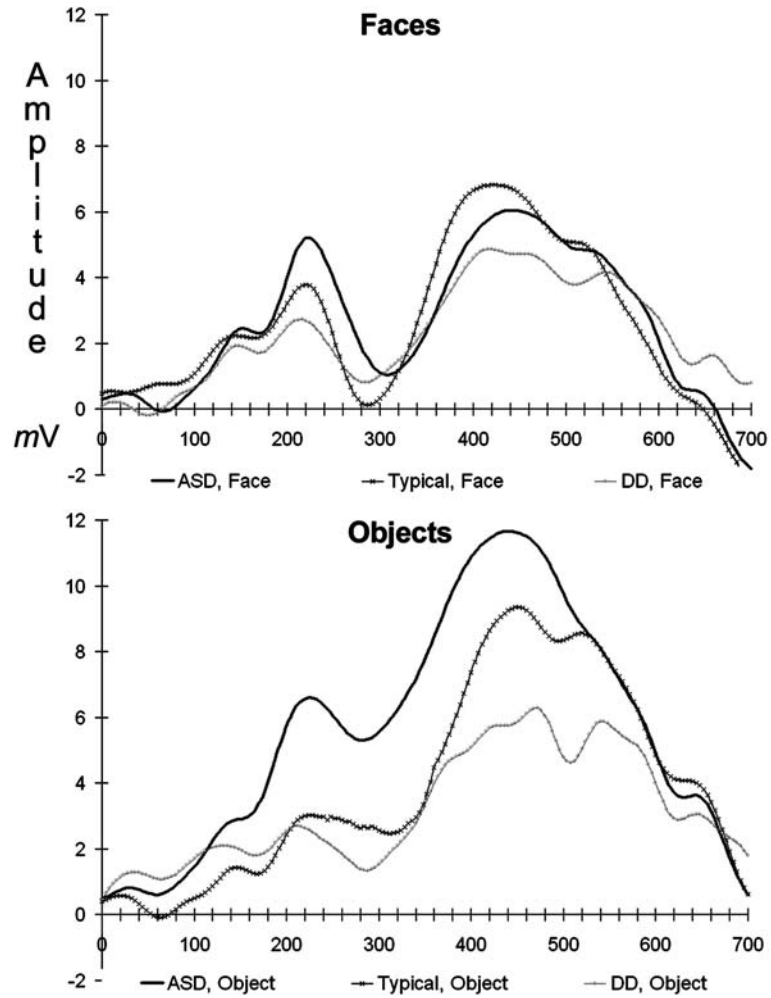 Faces
Amplitude
12
10
8
6
4
2
0
-2
mV
0 100 200 300 400 500 600 700
ASD, Face Typical, Face DD, Face
Objects
12
10
8
6
4
2
0
-2
0 100 200 300 400 500 600 700
ASD, Object Typical, Object DD, Object